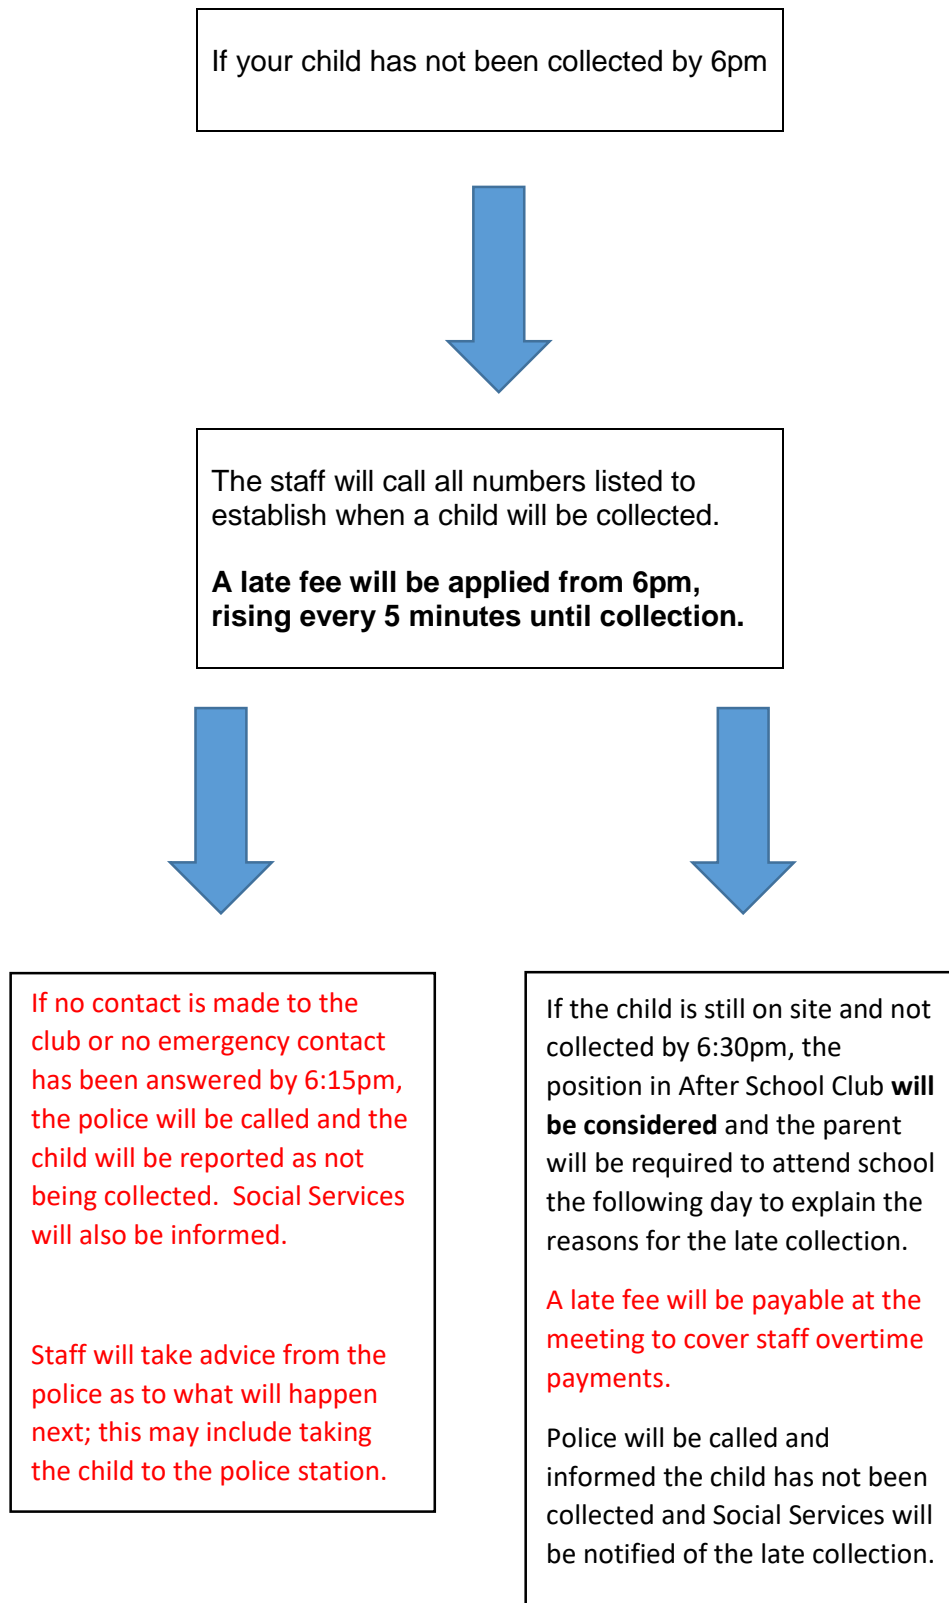 If your child has not been collected by 6pm
The staff will call all numbers listed to
establish when a child will be collected.
A late fee will be applied from 6pm,
rising every 5 minutes until collection.
If no contact is made to the
club or no emergency contact
has been answered by 6:15pm,
the police will be called and the
child will be reported as not
being collected.  Social Services
will also be informed.
Staff will take advice from the
police as to what will happen
next; this may include taking
the child to the police station.
If the child is still on site and not
collected by 6:30pm, the
position in After School Club will
be considered and the parent
will be required to attend school
the following day to explain the
reasons for the late collection.
A late fee will be payable at the
meeting to cover staff overtime
payments.
Police will be called and
informed the child has not been
collected and Social Services will
be notified of the late collection.